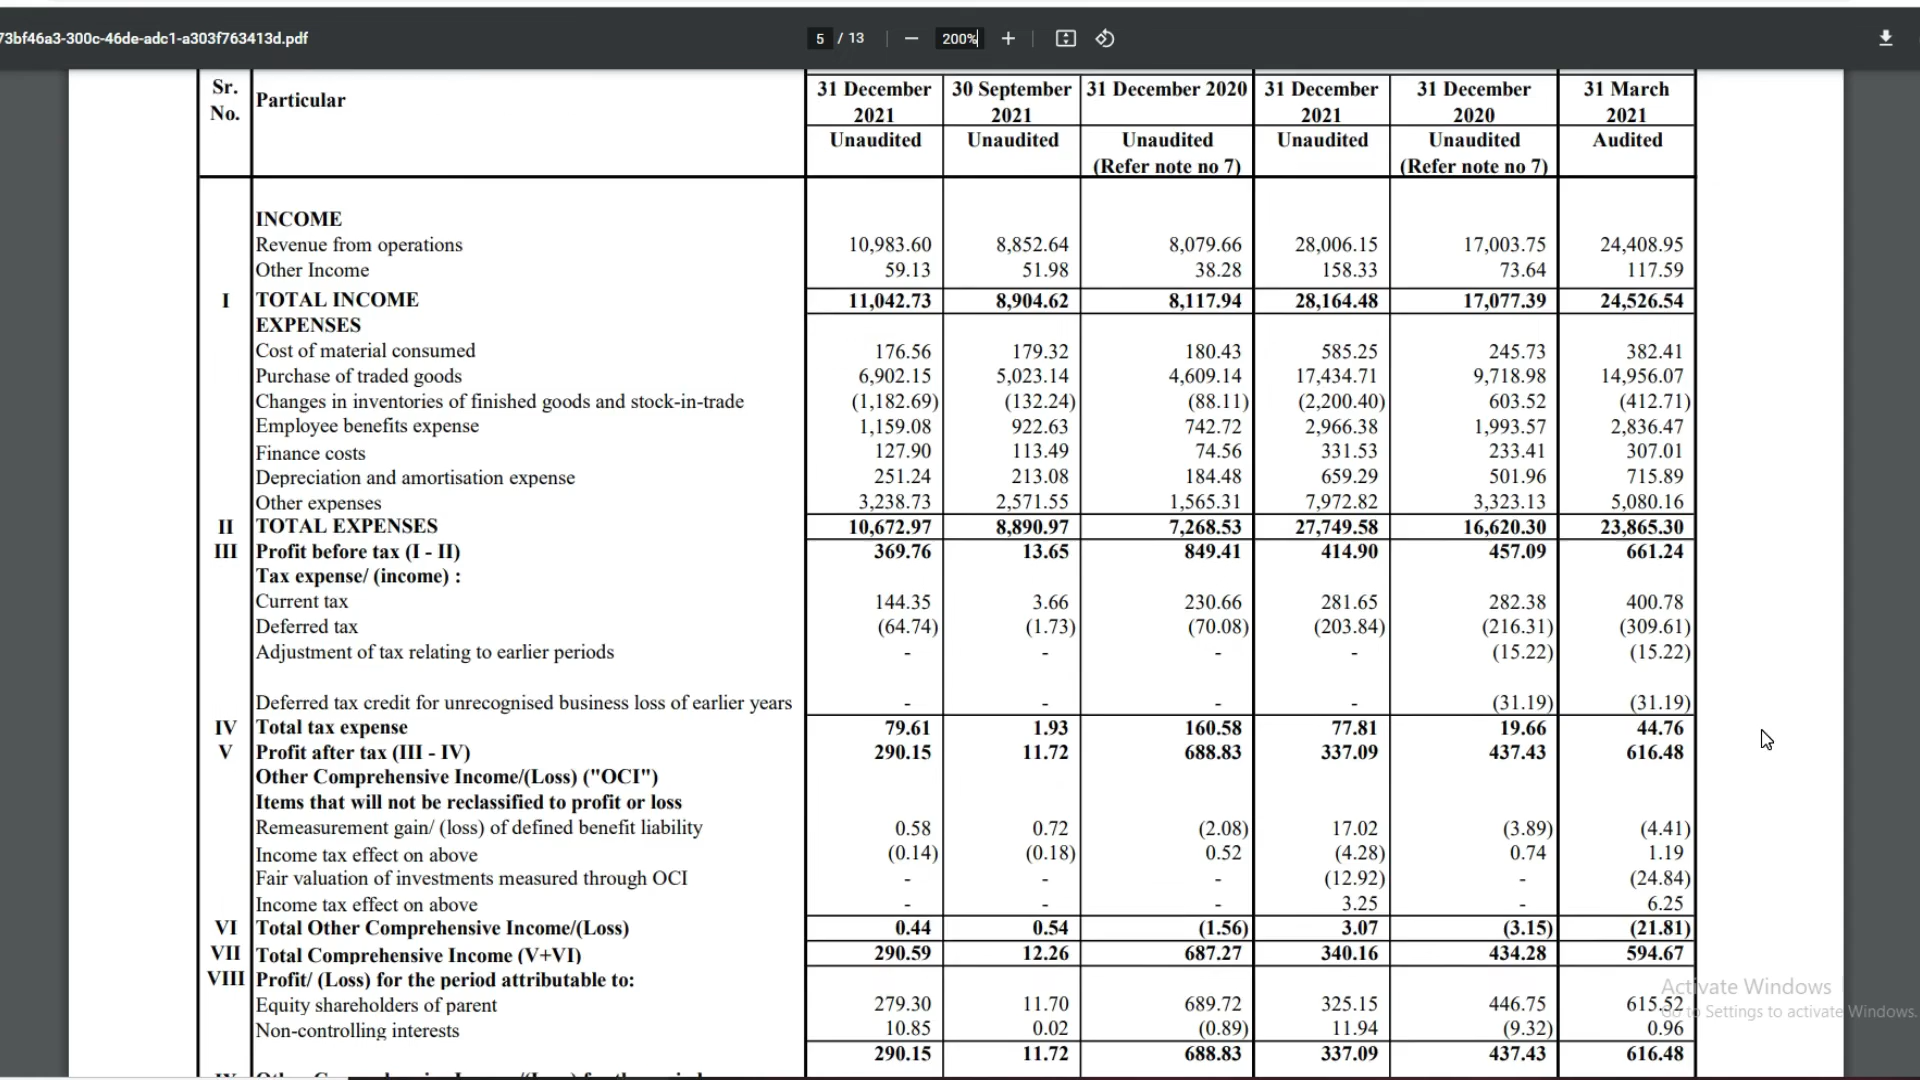 73bf46a3-300c-46de-adc1-a303f763413d.pdf 5 / 13 200%
Sr. No. Particular 31 December 2021 30 September 2021 31 December 2020 31 December 2021 31 December 2020 31 March 2021
Unaudited Unaudited Unaudited (Refer note no 7) Unaudited Unaudited (Refer note no 7) Audited
INCOME
Revenue from operations 10,983.60 8,852.64 8,079.66 28,006.15 17,003.75 24,408.95
Other Income 59.13 51.98 38.28 158.33 73.64 117.59
I TOTAL INCOME 11,042.73 8,904.62 8,117.94 28,164.48 17,077.39 24,526.54
EXPENSES
Cost of material consumed 176.56 179.32 180.43 585.25 245.73 382.41
Purchase of traded goods 6,902.15 5,023.14 4,609.14 17,434.71 9,718.98 14,956.07
Changes in inventories of finished goods and stock-in-trade (1,182.69) (132.24) (88.11) (2,200.40) 603.52 (412.71)
Employee benefits expense 1,159.08 922.63 742.72 2,966.38 1,993.57 2,836.47
Finance costs 127.90 113.49 74.56 331.53 233.41 307.01
Depreciation and amortisation expense 251.24 213.08 184.48 659.29 501.96 715.89
Other expenses 3,238.73 2,571.55 1,565.31 7,972.82 3,323.13 5,080.16
II TOTAL EXPENSES 10,672.97 8,890.97 7,268.53 27,749.58 16,620.30 23,865.30
III Profit before tax (I - II) 369.76 13.65 849.41 414.90 457.09 661.24
Tax expense/ (income) :
Current tax 144.35 3.66 230.66 281.65 282.38 400.78
Deferred tax (64.74) (1.73) (70.08) (203.84) (216.31) (309.61)
Adjustment of tax relating to earlier periods - - - - (15.22) (15.22)
Deferred tax credit for unrecognised business loss of earlier years - - - - (31.19) (31.19)
IV Total tax expense 79.61 1.93 160.58 77.81 19.66 44.76
V Profit after tax (III - IV) 290.15 11.72 688.83 337.09 437.43 616.48
Other Comprehensive Income/(Loss) ("OCI")
Items that will not be reclassified to profit or loss
Remeasurement gain/ (loss) of defined benefit liability 0.58 0.72 (2.08) 17.02 (3.89) (4.41)
Income tax effect on above (0.14) (0.18) 0.52 (4.28) 0.74 1.19
Fair valuation of investments measured through OCI - - - (12.92) - (24.84)
Income tax effect on above - - - 3.25 - 6.25
VI Total Other Comprehensive Income/(Loss) 0.44 0.54 (1.56) 3.07 (3.15) (21.81)
VII Total Comprehensive Income (V+VI) 290.59 12.26 687.27 340.16 434.28 594.67
VIII Profit/ (Loss) for the period attributable to:
Equity shareholders of parent 279.30 11.70 689.72 325.15 446.75 615.52
Non-controlling interests 10.85 0.02 (0.89) 11.94 (9.32) 0.96
290.15 11.72 688.83 337.09 437.43 616.48
Activate Windows
Go to Settings to activate Windows.